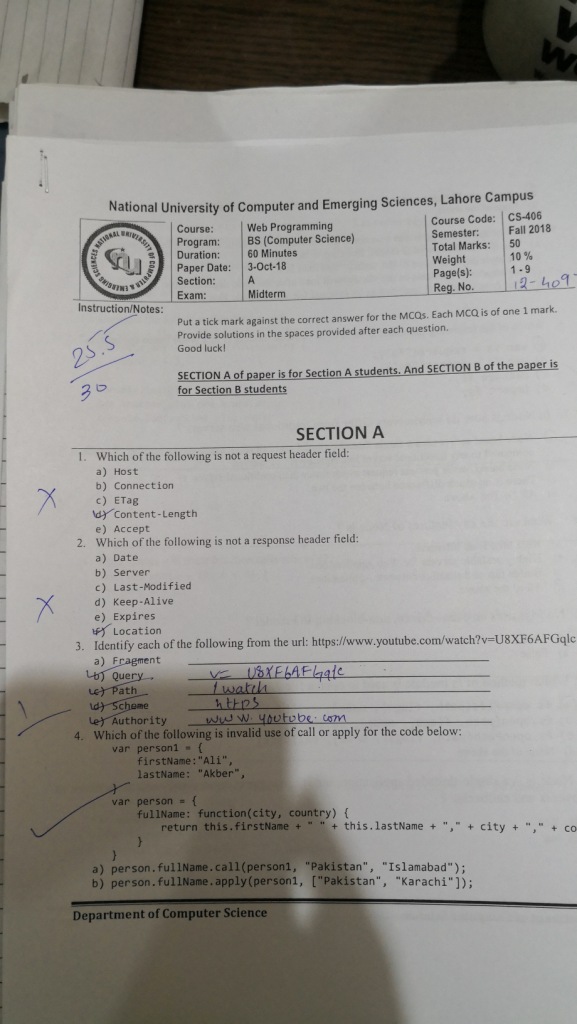 National University of Computer and Emerging Sciences, Lahore Campus
Course: Web Programming Course Code: CS-406
Program: BS (Computer Science) Semester: Fall 2018
Duration: 60 Minutes Total Marks: 50
Paper Date: 3-Oct-18 Weight 10 %
Section: A Page(s): 1 - 9
Exam: Midterm Reg. No. 12-409
Instruction/Notes:
Put a tick mark against the correct answer for the MCQs. Each MCQ is of one 1 mark.
Provide solutions in the spaces provided after each question.
Good luck!
25.5
30
SECTION A of paper is for Section A students. And SECTION B of the paper is
for Section B students
SECTION A
1. Which of the following is not a request header field:
a) Host
b) Connection
c) ETag
d) Content-Length
e) Accept
2. Which of the following is not a response header field:
a) Date
b) Server
c) Last-Modified
d) Keep-Alive
e) Expires
f) Location
3. Identify each of the following from the url: https://www.youtube.com/watch?v=U8XF6AFGqlc
a) Fragment
b) Query v= U8XF6AFGqlc
c) Path / watch
d) Scheme https
e) Authority www.youtube.com
4. Which of the following is invalid use of call or apply for the code below:
var person1 = {
firstName:"Ali",
lastName: "Akber",
}
var person = {
fullName: function(city, country) {
return this.firstName + " " + this.lastName + "," + city + "," + co
}
}
a) person.fullName.call(person1, "Pakistan", "Islamabad");
b) person.fullName.apply(person1, ["Pakistan", "Karachi"]);
Department of Computer Science